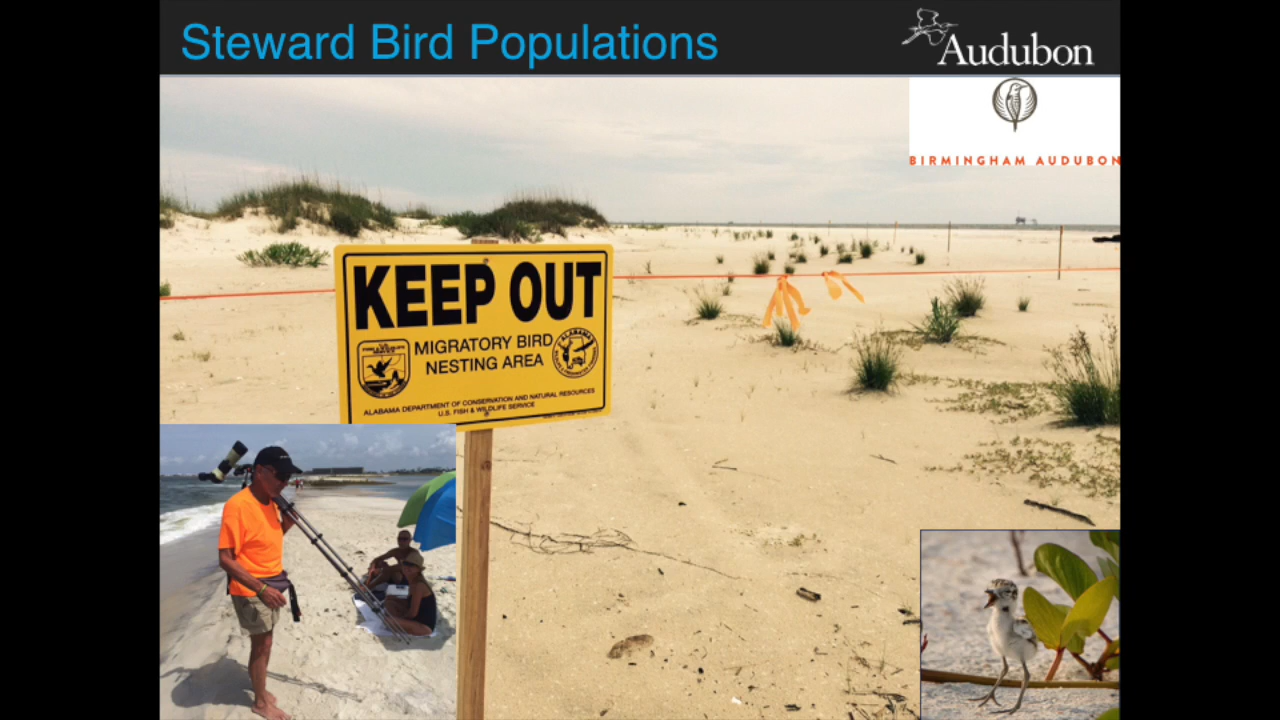 Steward Bird Populations
Audubon
BIRMINGHAM AUDUBON
KEEP OUT
MIGRATORY BIRD
NESTING AREA
ALABAMA
ALABAMA DEPARTMENT OF CONSERVATION AND NATURAL RESOURCES
U.S. FISH & WILDLIFE SERVICE